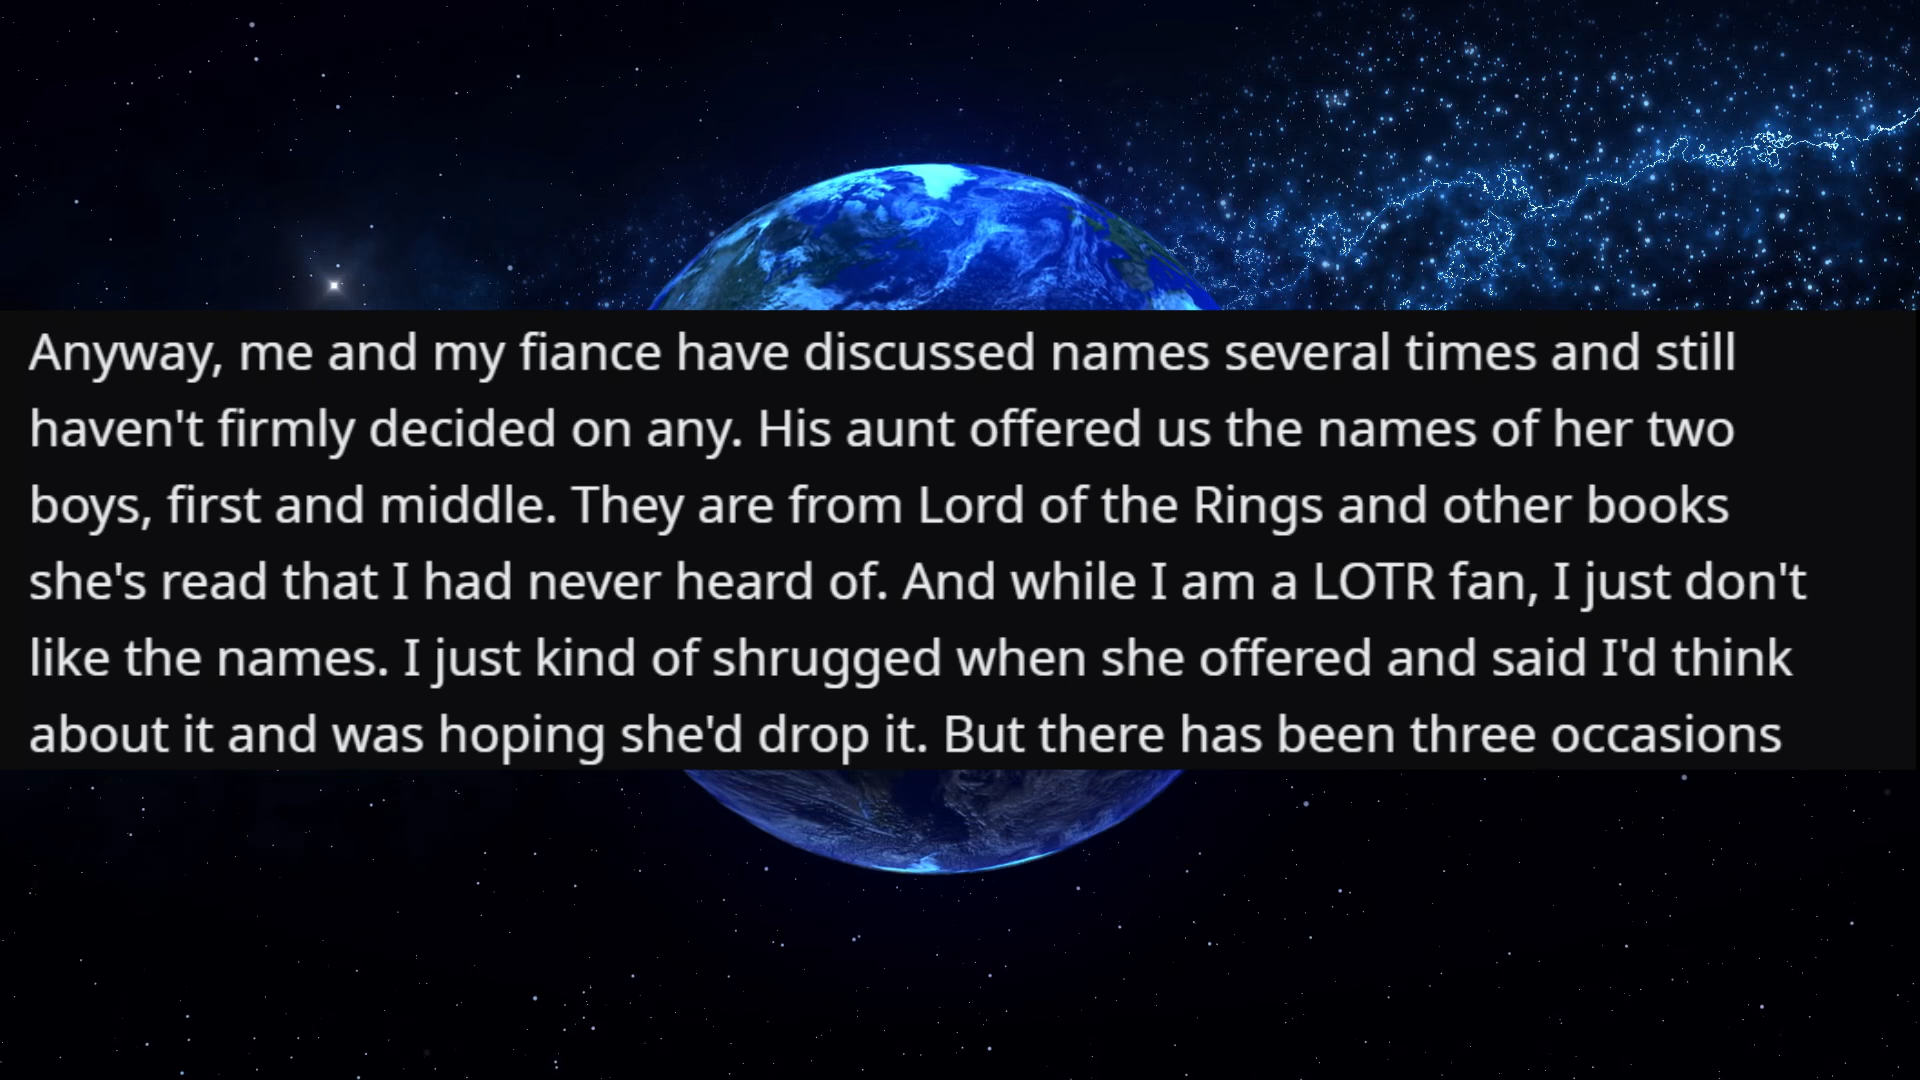 Anyway, me and my fiance have discussed names several times and still
haven't firmly decided on any. His aunt offered us the names of her two
boys, first and middle. They are from Lord of the Rings and other books
she's read that I had never heard of. And while I am a LOTR fan, I just don't
like the names. I just kind of shrugged when she offered and said I'd think
about it and was hoping she'd drop it. But there has been three occasions